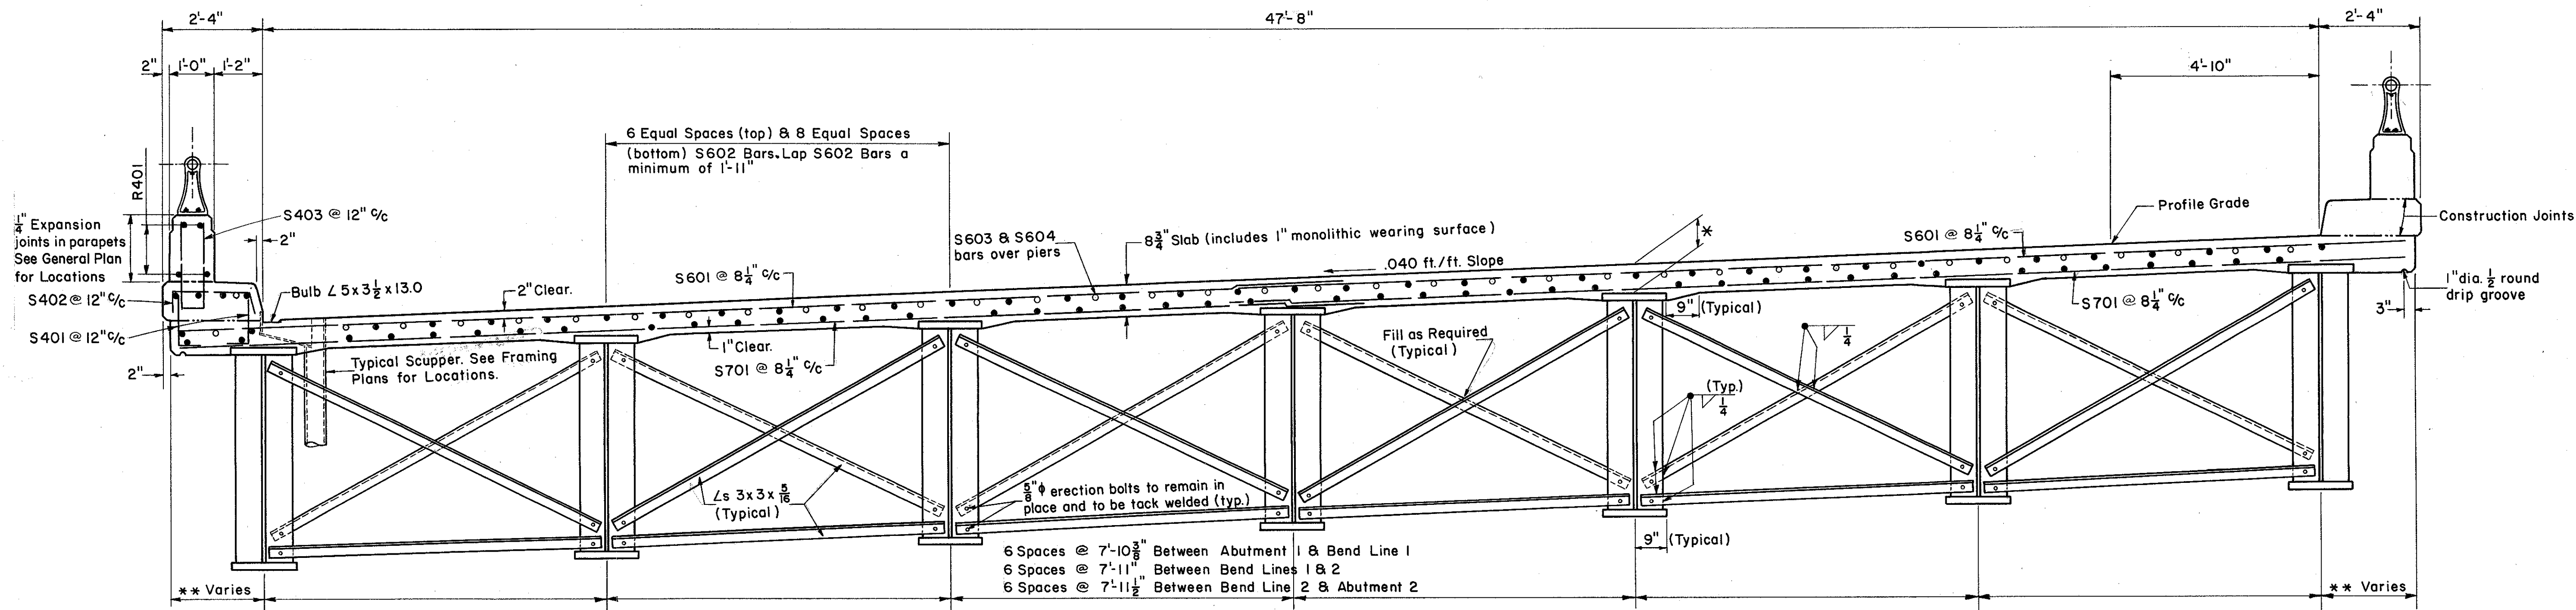 2'-4"
47'-8"
2'-4"
2"
1'-0"
1'-2"
4'-10"
6 Equal Spaces (top) & 8 Equal Spaces
(bottom) S602 Bars. Lap S602 Bars a
minimum of 1'-11"
R401
S403 @ 12" c/c
1/4" Expansion
joints in parapets
See General Plan
for Locations
2"
S603 & S604
bars over piers
8 3/4" Slab (includes 1" monolithic wearing surface)
*
S601 @ 8 1/4" c/c
Profile Grade
Construction Joints
.040 ft./ft. Slope
S402 @ 12" c/c
Bulb ∠ 5 x 3 1/2 x 13.0
2" Clear.
S601 @ 8 1/4" c/c
S401 @ 12" c/c
1" Clear.
S701 @ 8 1/4" c/c
9" (Typical)
S701 @ 8 1/4" c/c
1" dia. 1/2 round
drip groove
3"
2"
Typical Scupper. See Framing
Plans for Locations.
Fill as Required
(Typical)
1/4
(Typ.)
1/4
∠s 3 x 3 x 5/16
(Typical)
5/8" ϕ erection bolts to remain in
place and to be tack welded (typ.)
9" (Typical)
6 Spaces @ 7'-10 3/8" Between Abutment 1 & Bend Line 1
6 Spaces @ 7'-11" Between Bend Lines 1 & 2
6 Spaces @ 7'-11 1/2" Between Bend Line 2 & Abutment 2
** Varies
** Varies